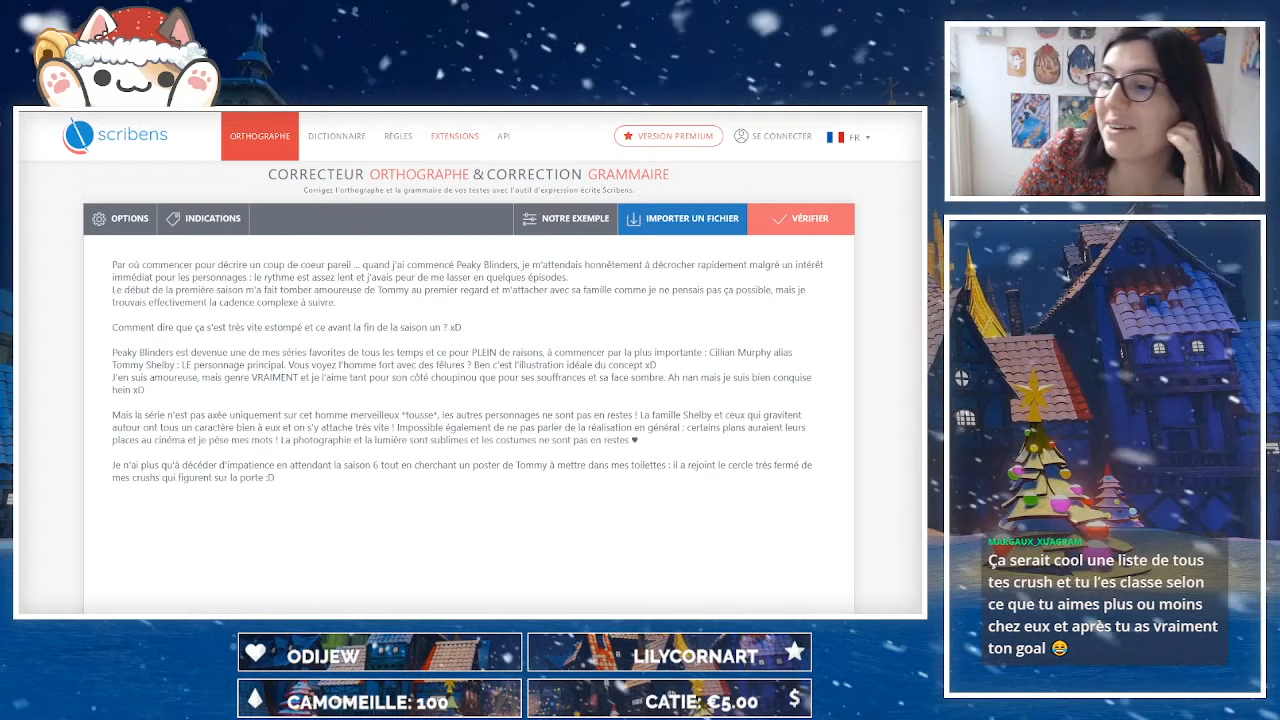 scribens
ORTHOGRAPHE
DICTIONNAIRE
RÈGLES
EXTENSIONS
API
VERSION PREMIUM
SE CONNECTER
FR
CORRECTEUR ORTHOGRAPHE & CORRECTION GRAMMAIRE
Corrigez l'orthographe et la grammaire de vos textes avec l'outil d'expression écrite Scribens.
OPTIONS
INDICATIONS
NOTRE EXEMPLE
IMPORTER UN FICHIER
VÉRIFIER
Par où commencer pour décrire un coup de coeur pareil ... quand j'ai commencé Peaky Blinders, je m'attendais honnêtement à décrocher rapidement malgré un intérêt
immédiat pour les personnages : le rythme est assez lent et j'avais peur de me lasser en quelques épisodes.
Le début de la première saison m'a fait tomber amoureuse de Tommy au premier regard et m'attacher avec sa famille comme je ne pensais pas ça possible, mais je
trouvais effectivement la cadence complexe à suivre.
Comment dire que ça s'est très vite estompé et ce avant la fin de la saison un ? xD
Peaky Blinders est devenue une de mes séries favorites de tous les temps et ce pour PLEIN de raisons, à commencer par la plus importante : Cillian Murphy alias
Tommy Shelby : LE personnage principal. Vous voyez l'homme fort avec des fêlures ? Ben c'est l'illustration idéale du concept xD
J'en suis amoureuse, mais genre VRAIMENT et je l'aime tant pour son côté choupinou que pour ses souffrances et sa face sombre. Ah nan mais je suis bien conquise
hein xD
Mais la série n'est pas axée uniquement sur cet homme merveilleux *tousse*, les autres personnages ne sont pas en restes ! La famille Shelby et ceux qui gravitent
autour ont tous un caractère bien à eux et on s'y attache très vite ! Impossible également de ne pas parler de la réalisation en général : certains plans auraient leurs
places au cinéma et je pèse mes mots ! La photographie et la lumière sont sublimes et les costumes ne sont pas en restes ♥
Je n'ai plus qu'à décéder d'impatience en attendant la saison 6 tout en cherchant un poster de Tommy à mettre dans mes toilettes : il a rejoint le cercle très fermé de
mes crushs qui figurent sur la porte :D
MARGAUX_XUAGRAM
Ça serait cool une liste de tous
tes crush et tu l'es classe selon
ce que tu aimes plus ou moins
chez eux et après tu as vraiment
ton goal 😂
ODIJEW
LILYCORNART
CAMOMEILLE: 100
CATIE: €5.00